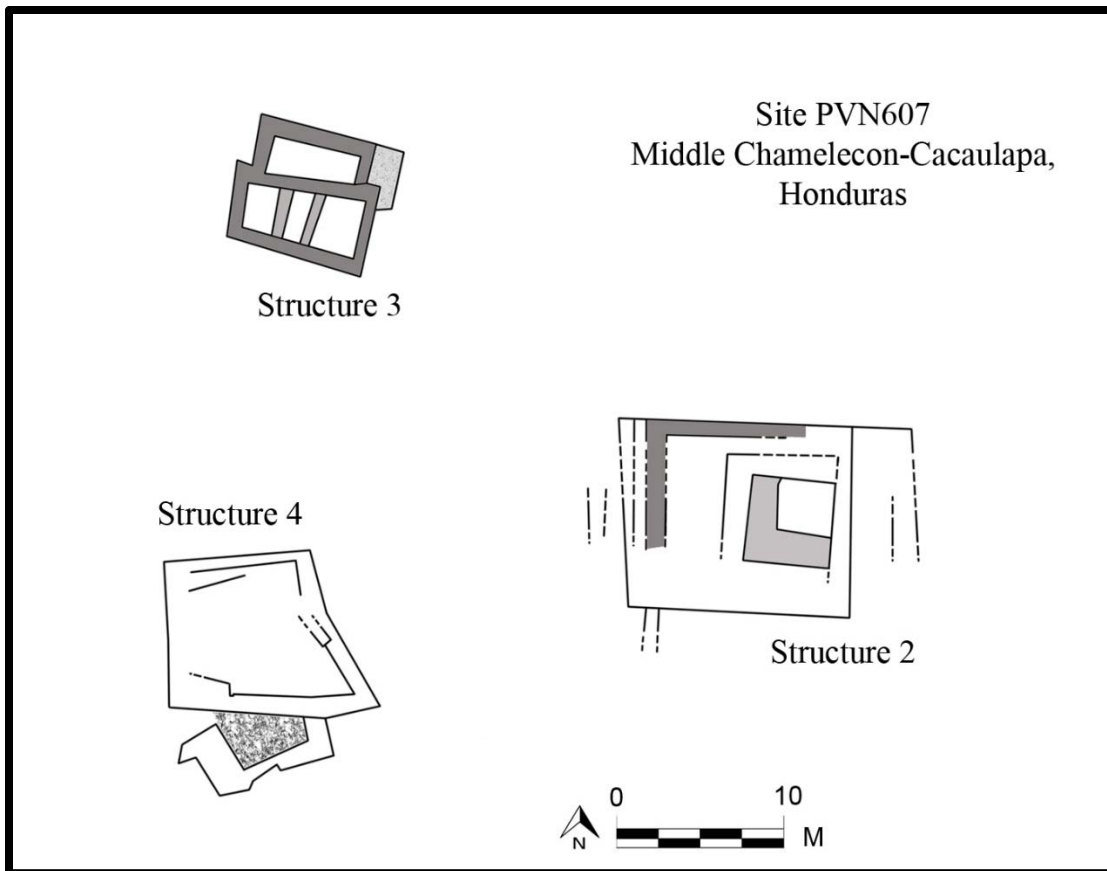 Site PVN607
Middle Chamelecon-Cacaulapa,
Honduras
Structure 3
Structure 4
Structure 2
0 10
N M